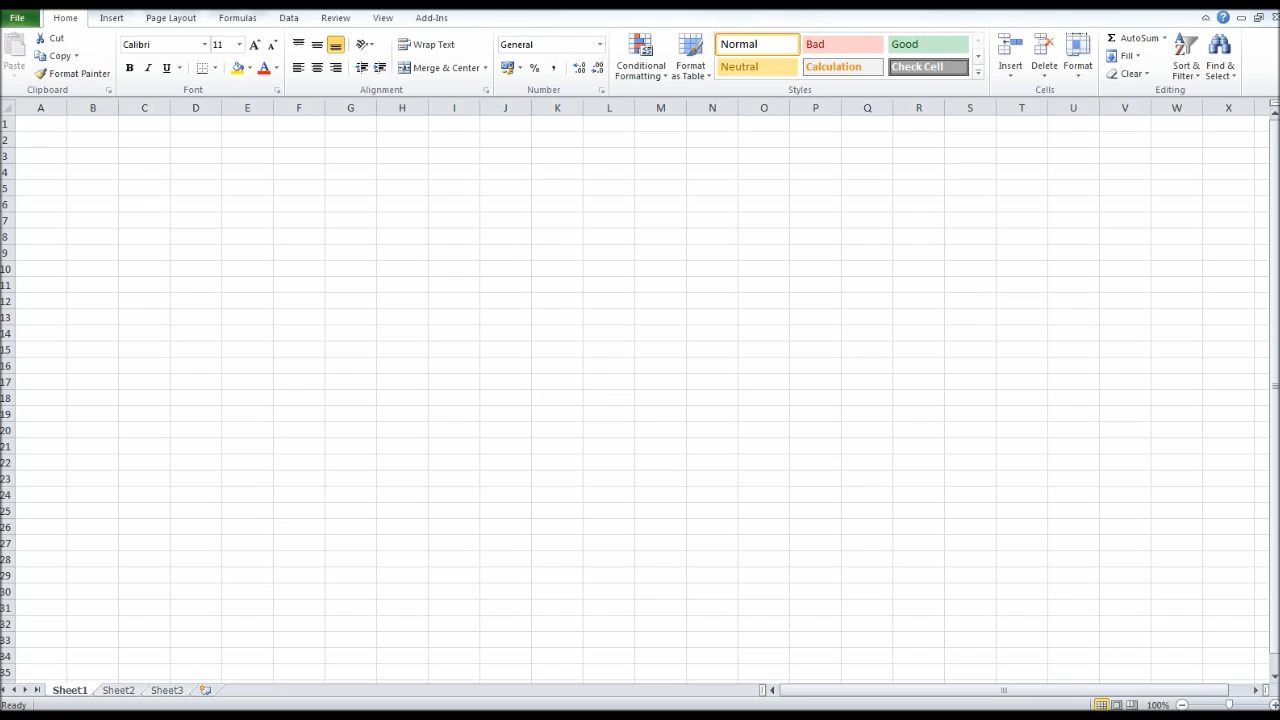 File Home Insert Page Layout Formulas Data Review View Add-Ins
Cut
Copy
Format Painter
Paste
Clipboard
Calibri 11
B I U
Font
Wrap Text
Merge & Center
Alignment
General
% ,
Number
Conditional Formatting
Format as Table
Normal Bad Good
Neutral Calculation Check Cell
Styles
Insert Delete Format
Cells
AutoSum
Fill
Clear
Sort & Filter
Find & Select
Editing
A B C D E F G H I J K L M N O P Q R S T U V W X
1
2
3
4
5
6
7
8
9
10
11
12
13
14
15
16
17
18
19
20
21
22
23
24
25
26
27
28
29
30
31
32
33
34
35
Sheet1 Sheet2 Sheet3
Ready 100%